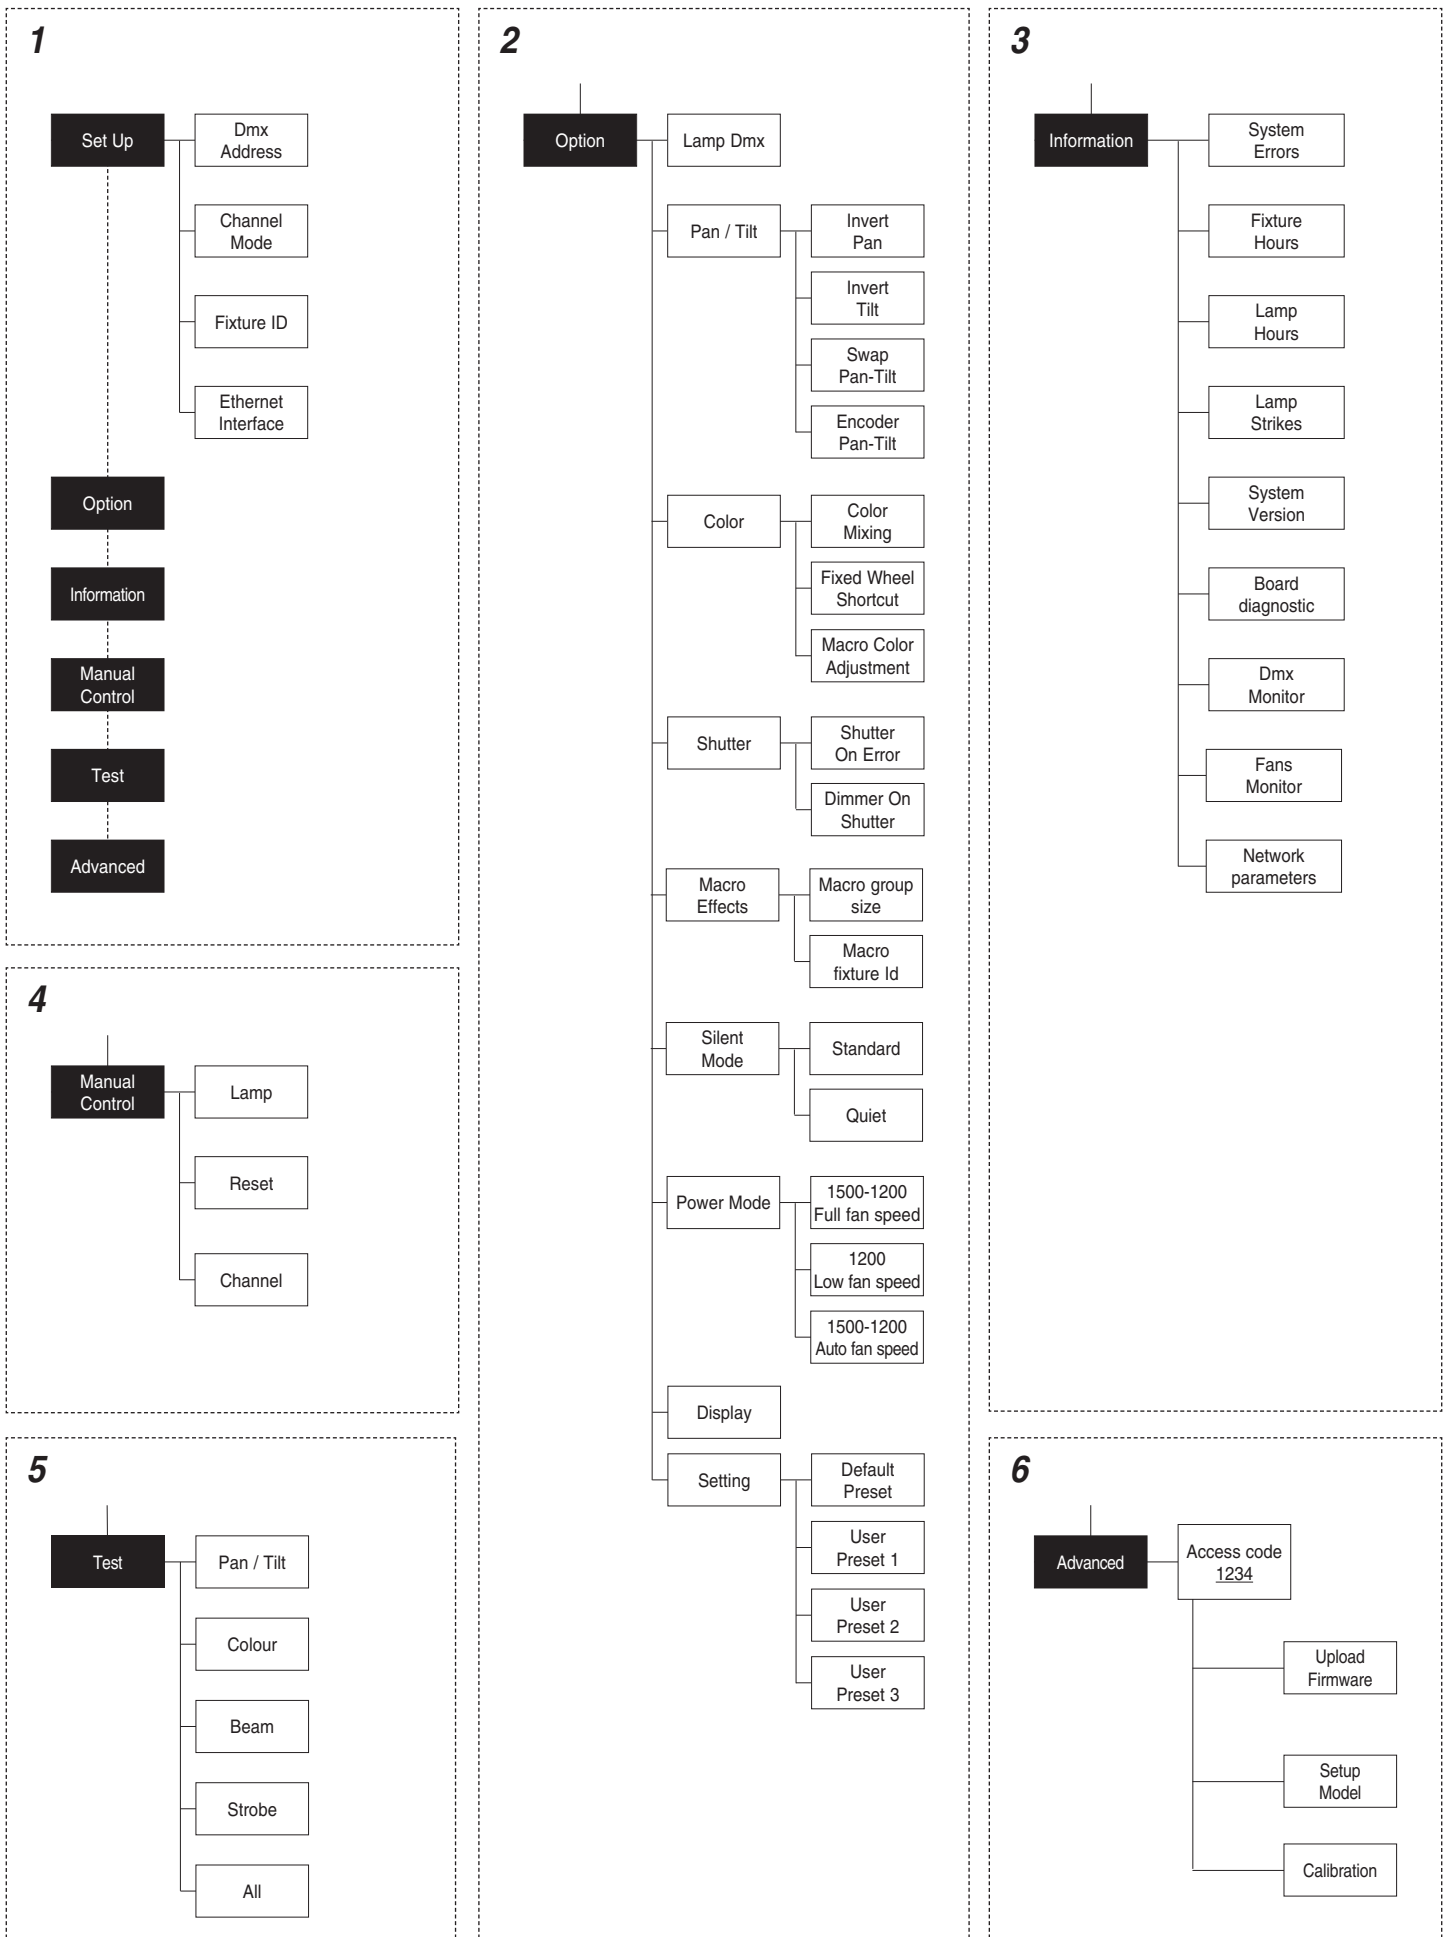 1
Set Up
Dmx
Address
Channel
Mode
Fixture ID
Ethernet
Interface
Option
Information
Manual
Control
Test
Advanced
2
Option
Lamp Dmx
Pan / Tilt
Invert
Pan
Invert
Tilt
Swap
Pan-Tilt
Encoder
Pan-Tilt
Color
Color
Mixing
Fixed Wheel
Shortcut
Macro Color
Adjustment
Shutter
Shutter
On Error
Dimmer On
Shutter
Macro
Effects
Macro group
size
Macro
fixture Id
Silent
Mode
Standard
Quiet
Power Mode
1500-1200
Full fan speed
1200
Low fan speed
1500-1200
Auto fan speed
Display
Setting
Default
Preset
User
Preset 1
User
Preset 2
User
Preset 3
3
Information
System
Errors
Fixture
Hours
Lamp
Hours
Lamp
Strikes
System
Version
Board
diagnostic
Dmx
Monitor
Fans
Monitor
Network
parameters
4
Manual
Control
Lamp
Reset
Channel
5
Test
Pan / Tilt
Colour
Beam
Strobe
All
6
Advanced
Access code
1234
Upload
Firmware
Setup
Model
Calibration